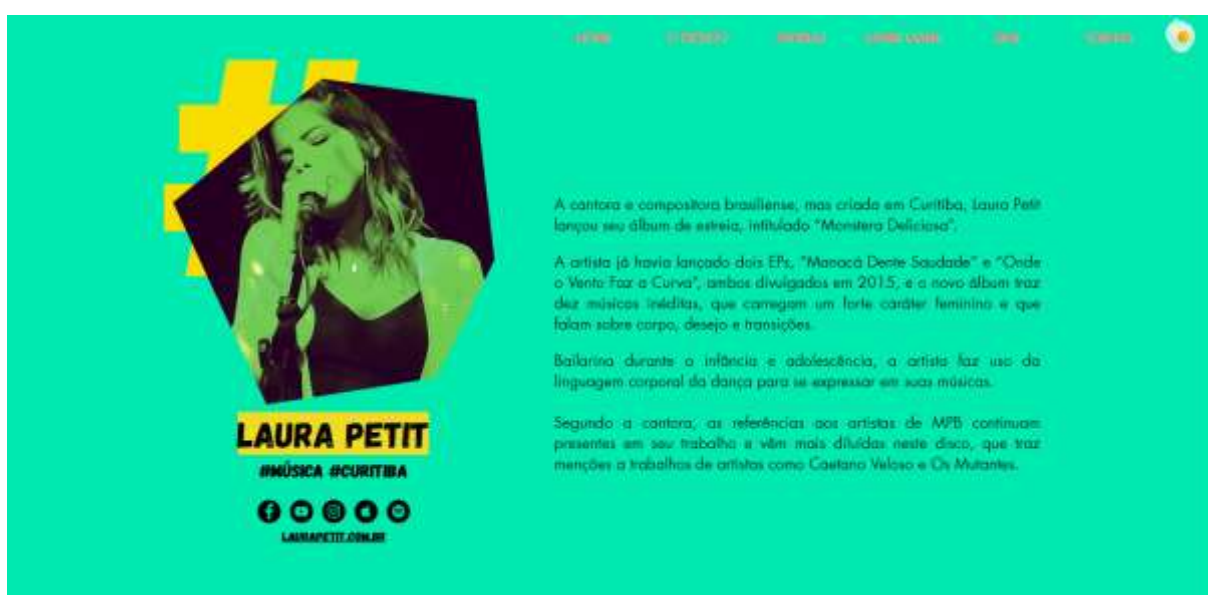 HOME
LAURA PETIT
#MÚSICA #CURITIBA
LAURAPETIT.COM.BR
A cantora e compositora brasiliense, mas criada em Curitiba, Laura Petit
lançou seu álbum de estreia, intitulado “Monstera Deliciosa”.
A artista já havia lançado dois EPs, “Manacá Dente Saudade” e “Onde
o Vento Faz a Curva”, ambos divulgados em 2015, e o novo álbum traz
dez músicas inéditas, que carregam um forte caráter feminino e que
falam sobre corpo, desejo e transições.
Bailarina durante a infância e adolescência, a artista faz uso da
linguagem corporal da dança para se expressar em suas músicas.
Segundo a cantora, as referências aos artistas de MPB continuam
presentes em seu trabalho e vêm mais diluídas neste disco, que traz
menções a trabalhos de artistas como Caetano Veloso e Os Mutantes.